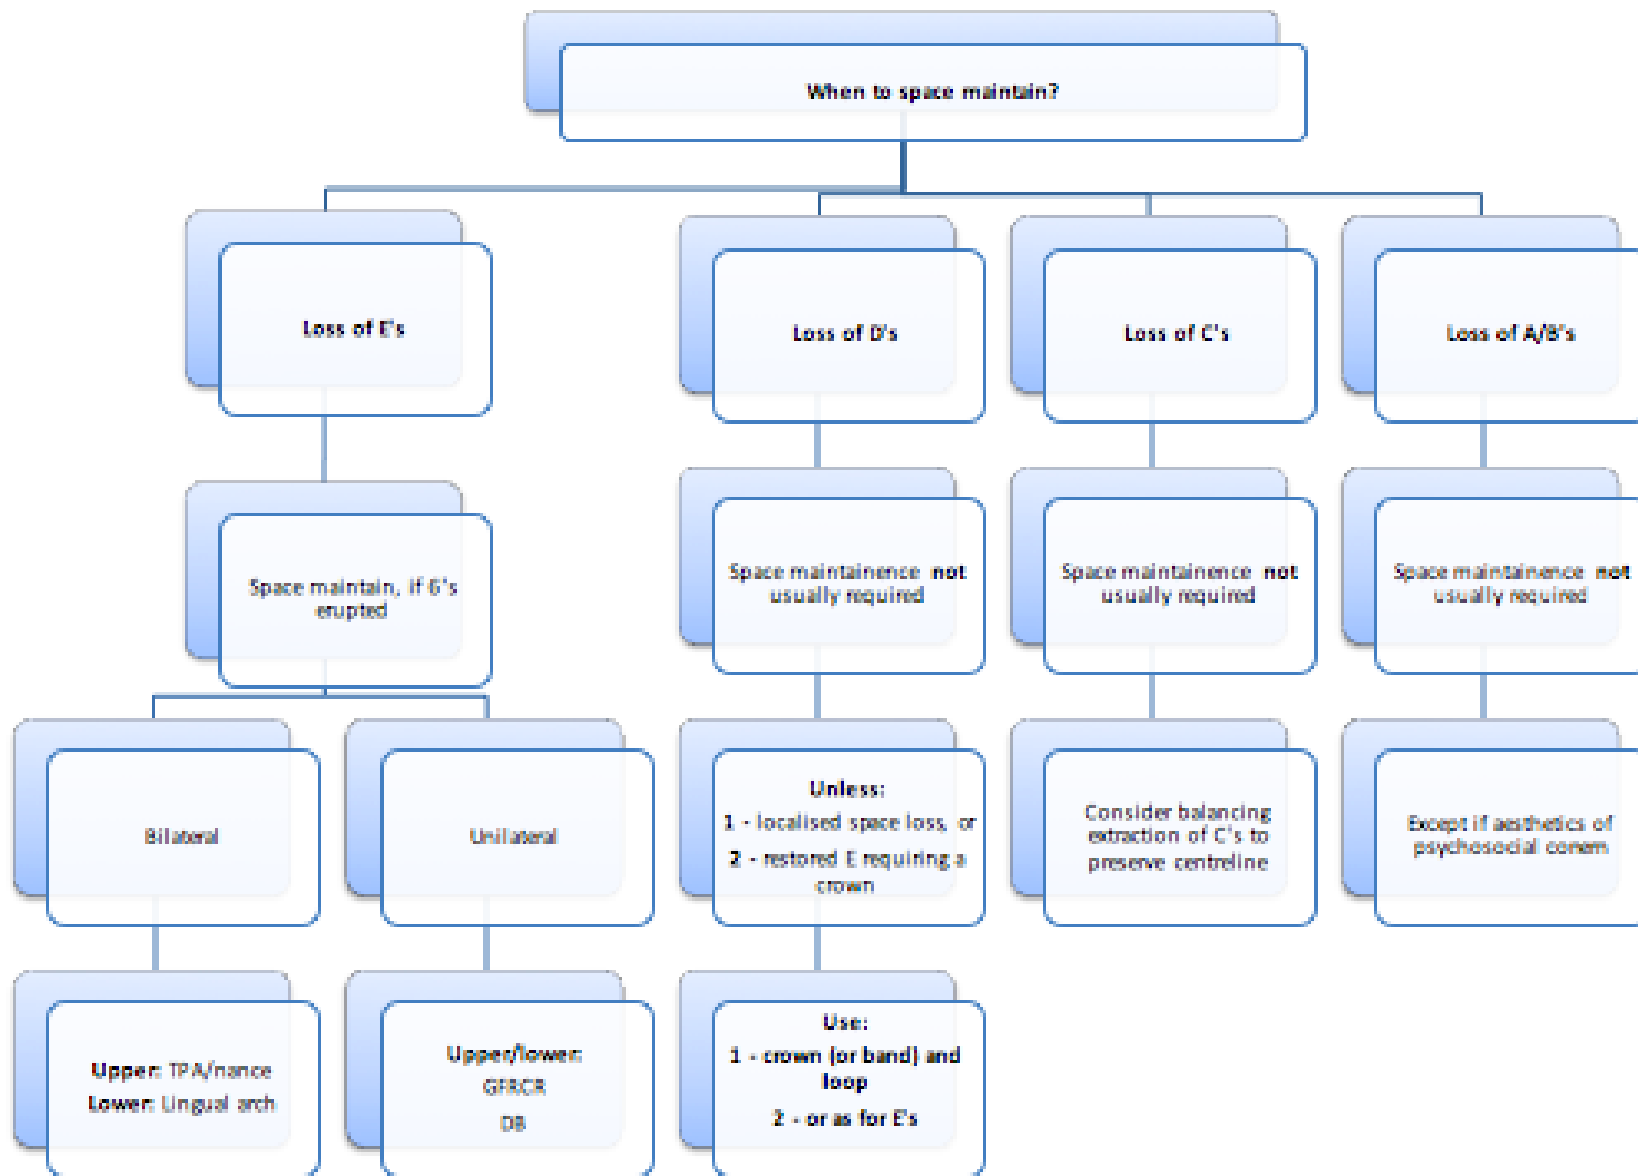 When to space maintain?
Loss of E's
Loss of D's
Loss of C's
Loss of A/B's
Space maintain, if 6's
erupted
Space maintainence not
usually required
Space maintainence not
usually required
Space maintainence not
usually required
Bilateral
Unilateral
Unless:
1 - localised space loss, or
2 - restored E requiring a
crown
Consider balancing
extraction of C's to
preserve centreline
Except if aesthetics of
psychosocial conern
Upper: TPA/nance
Lower: Lingual arch
Upper/lower:
GFRCR
DB
Use:
1 - crown (or band) and
loop
2 - or as for E's